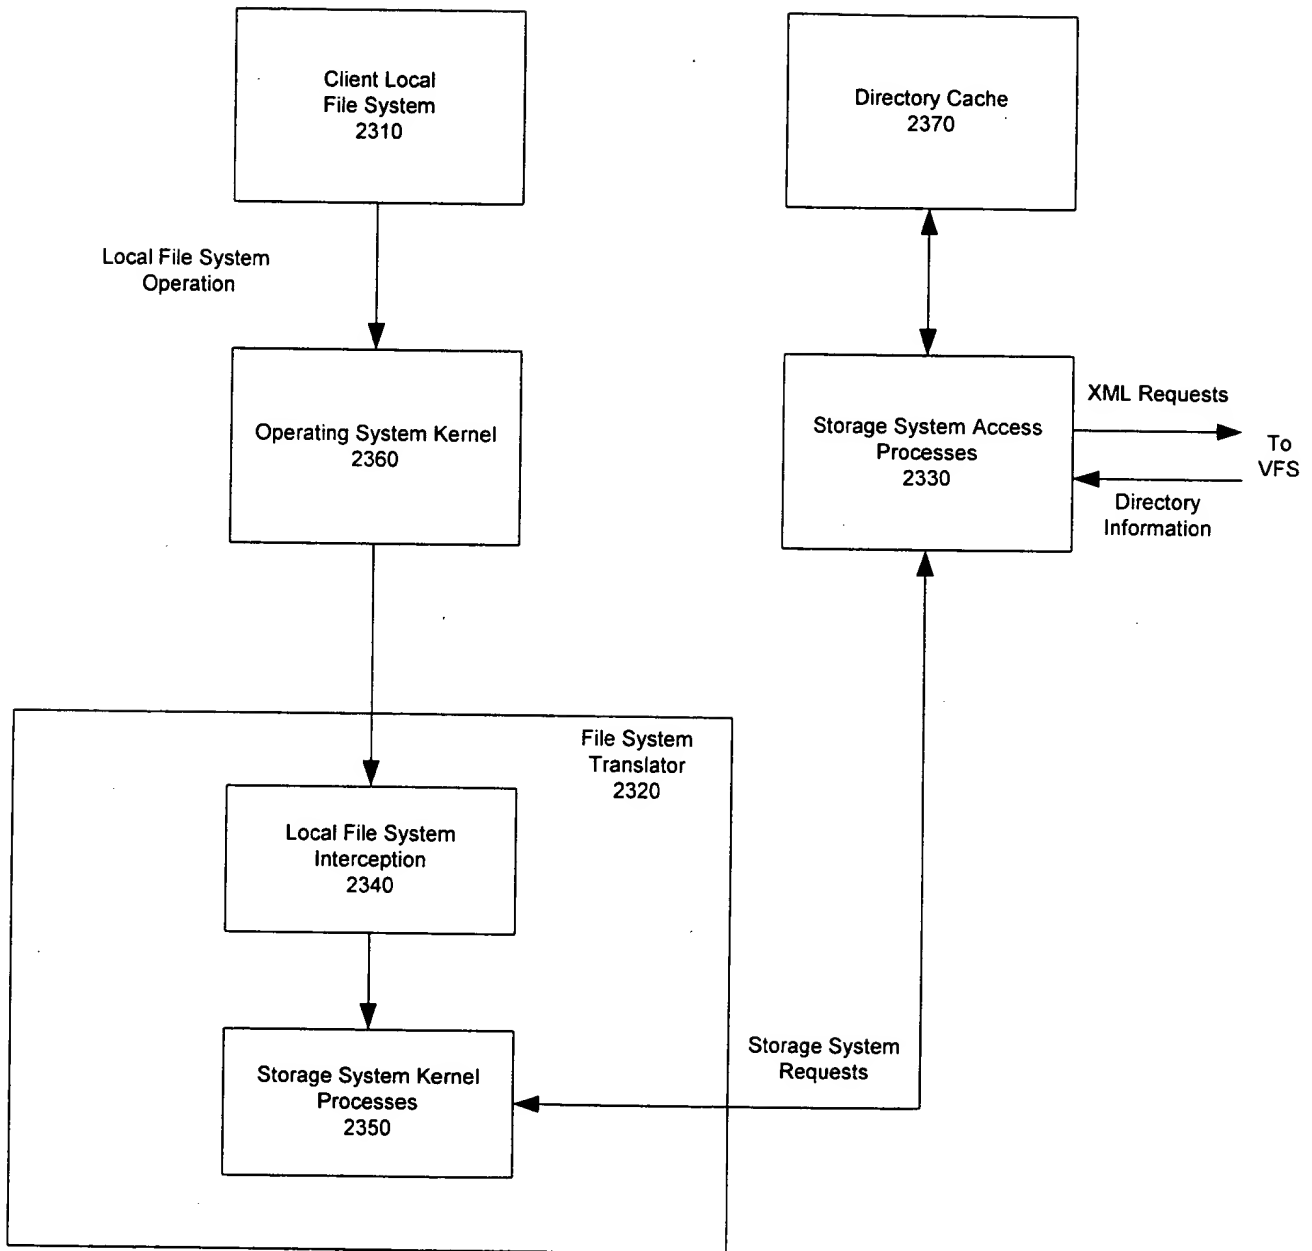 Client Local
File System
2310
Directory Cache
2370
Local File System
Operation
Operating System Kernel
2360
Storage System Access
Processes
2330
XML Requests
To
VFS
Directory
Information
File System
Translator
2320
Local File System
Interception
2340
Storage System Kernel
Processes
2350
Storage System
Requests